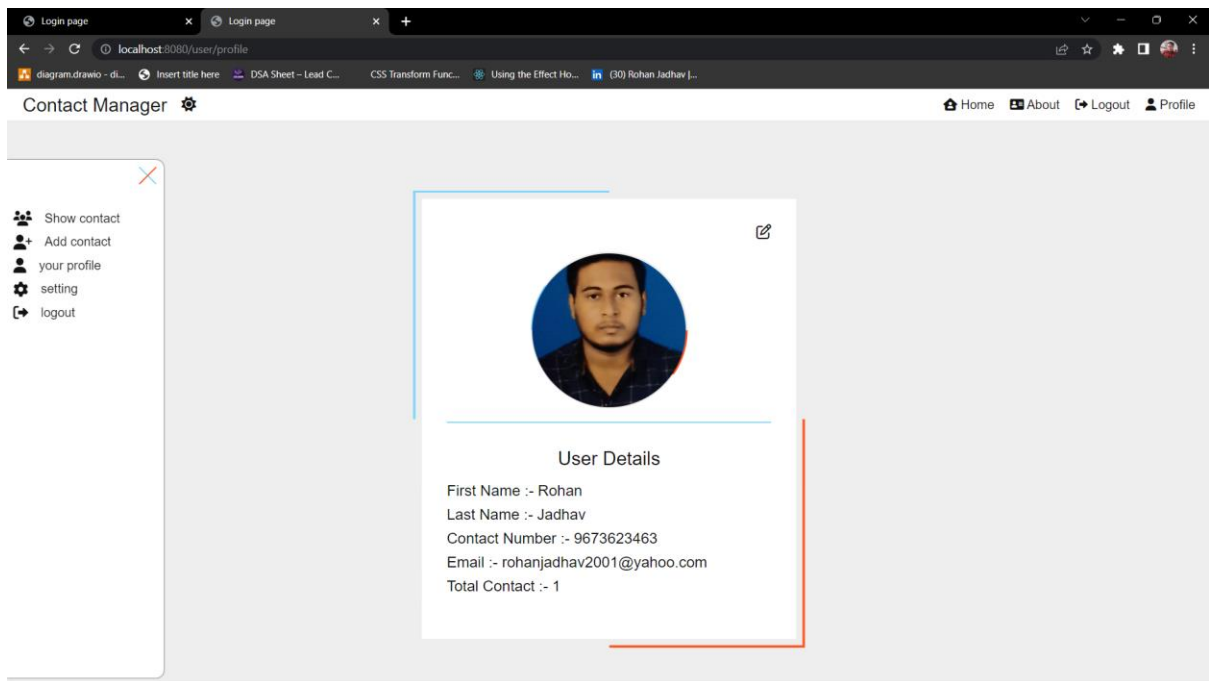 Login page
Login page
localhost:8080/user/profile
diagram.drawio - di...
Insert title here
DSA Sheet – Lead C...
CSS Transform Func...
Using the Effect Ho...
in (30) Rohan Jadhav |...
Contact Manager
Home
About
Logout
Profile
Show contact
Add contact
your profile
setting
logout
User Details
First Name :- Rohan
Last Name :- Jadhav
Contact Number :- 9673623463
Email :- rohanjadhav2001@yahoo.com
Total Contact :- 1